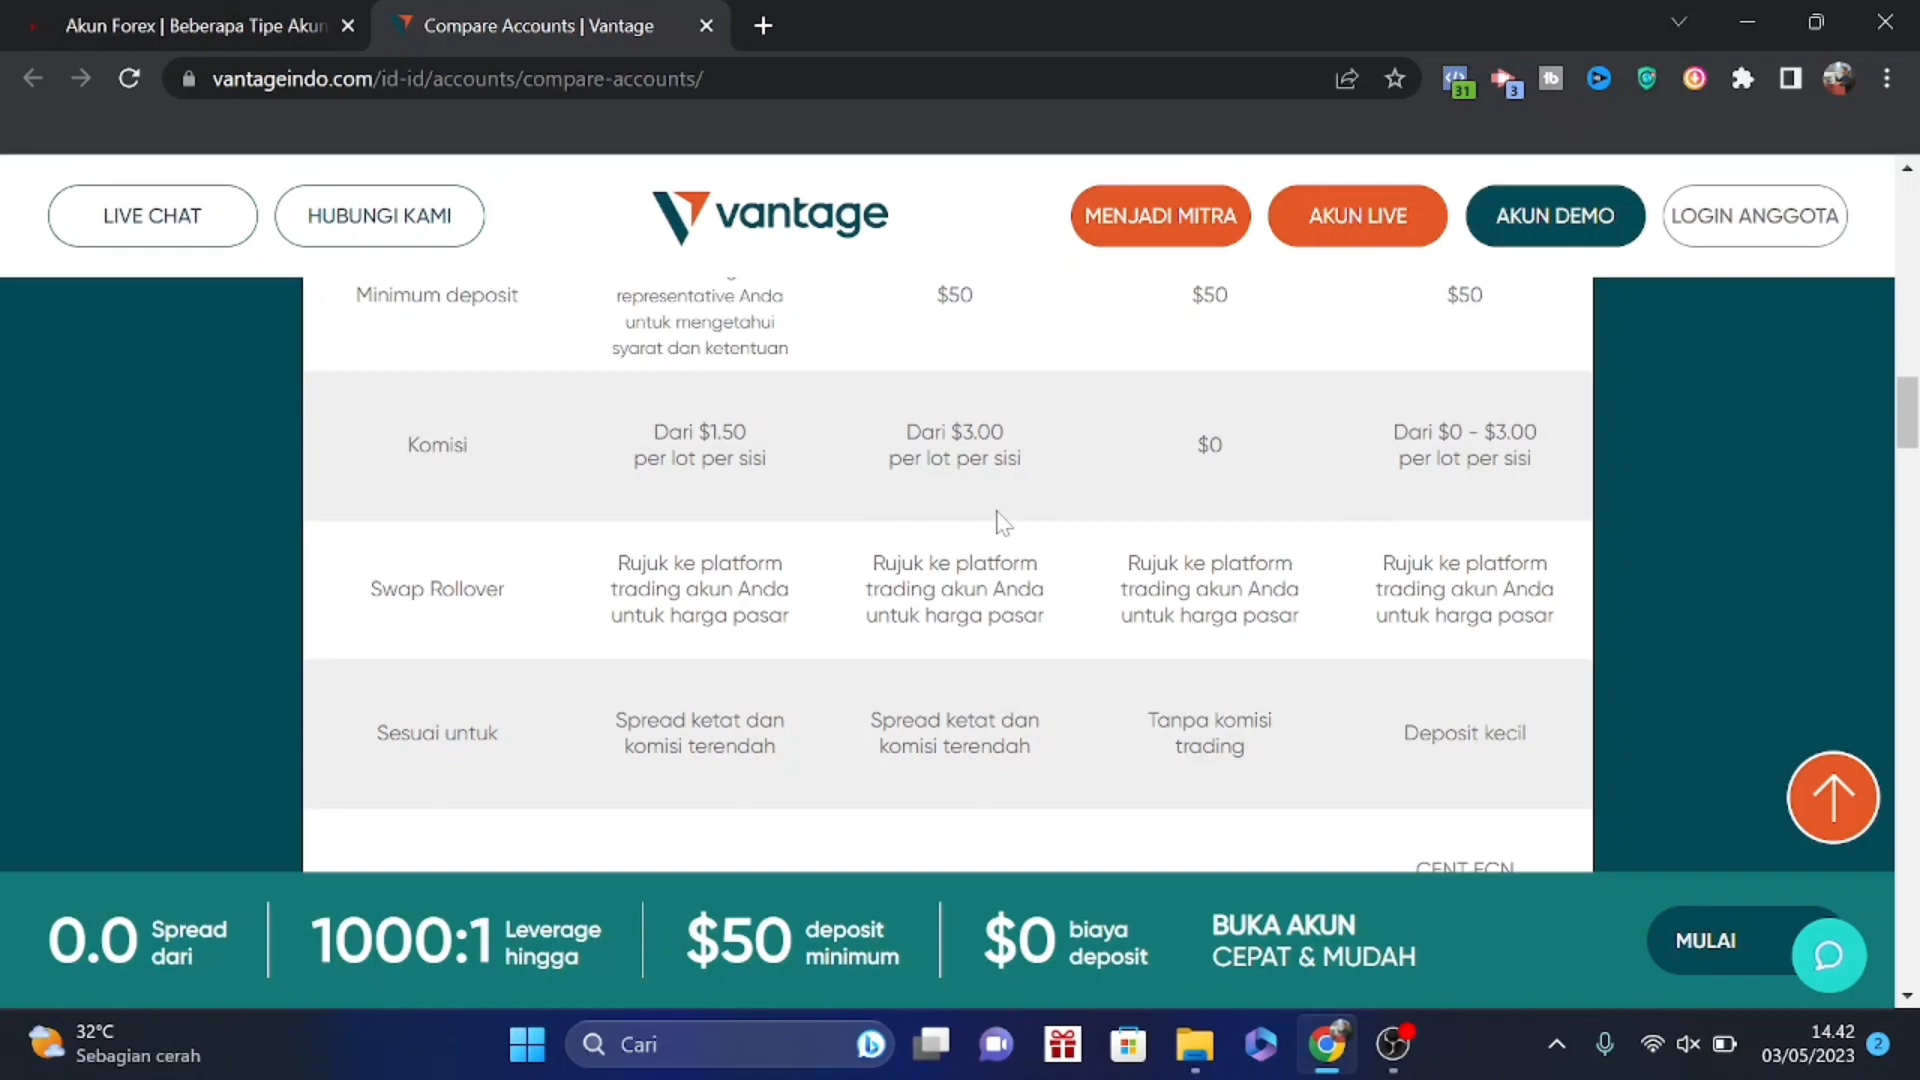 Akun Forex | Beberapa Tipe Akun
Compare Accounts | Vantage
vantageindo.com/id-id/accounts/compare-accounts/
31
3
LIVE CHAT
HUBUNGI KAMI
vantage
MENJADI MITRA
AKUN LIVE
AKUN DEMO
LOGIN ANGGOTA
Minimum deposit
representative Anda
untuk mengetahui
syarat dan ketentuan
$50
$50
$50
Komisi
Dari $1.50
per lot per sisi
Dari $3.00
per lot per sisi
$0
Dari $0 - $3.00
per lot per sisi
Swap Rollover
Rujuk ke platform
trading akun Anda
untuk harga pasar
Rujuk ke platform
trading akun Anda
untuk harga pasar
Rujuk ke platform
trading akun Anda
untuk harga pasar
Rujuk ke platform
trading akun Anda
untuk harga pasar
Sesuai untuk
Spread ketat dan
komisi terendah
Spread ketat dan
komisi terendah
Tanpa komisi
trading
Deposit kecil
CENT ECN
0.0 Spread
dari
1000:1 Leverage
hingga
$50 deposit
minimum
$0 biaya
deposit
BUKA AKUN
CEPAT & MUDAH
MULAI
32°C
Sebagian cerah
Cari
14.42
03/05/2023
2